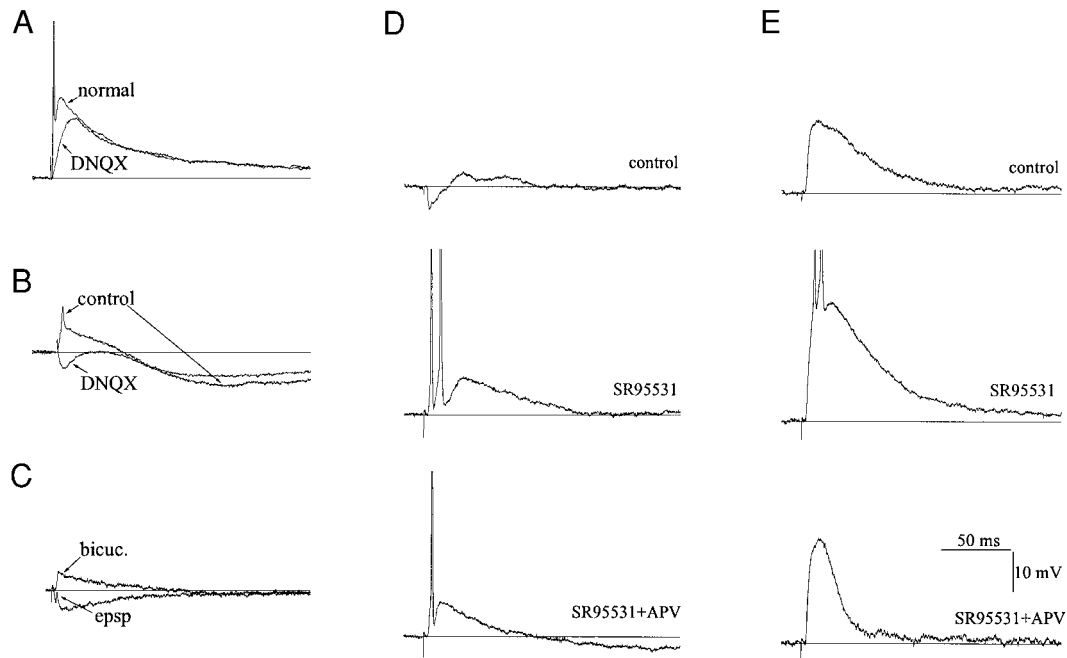 A
normal
DNQX
B
control
DNQX
C
bicuc.
epsp
D
control
SR95531
SR95531+APV
E
control
SR95531
50 ms
10 mV
SR95531+APV